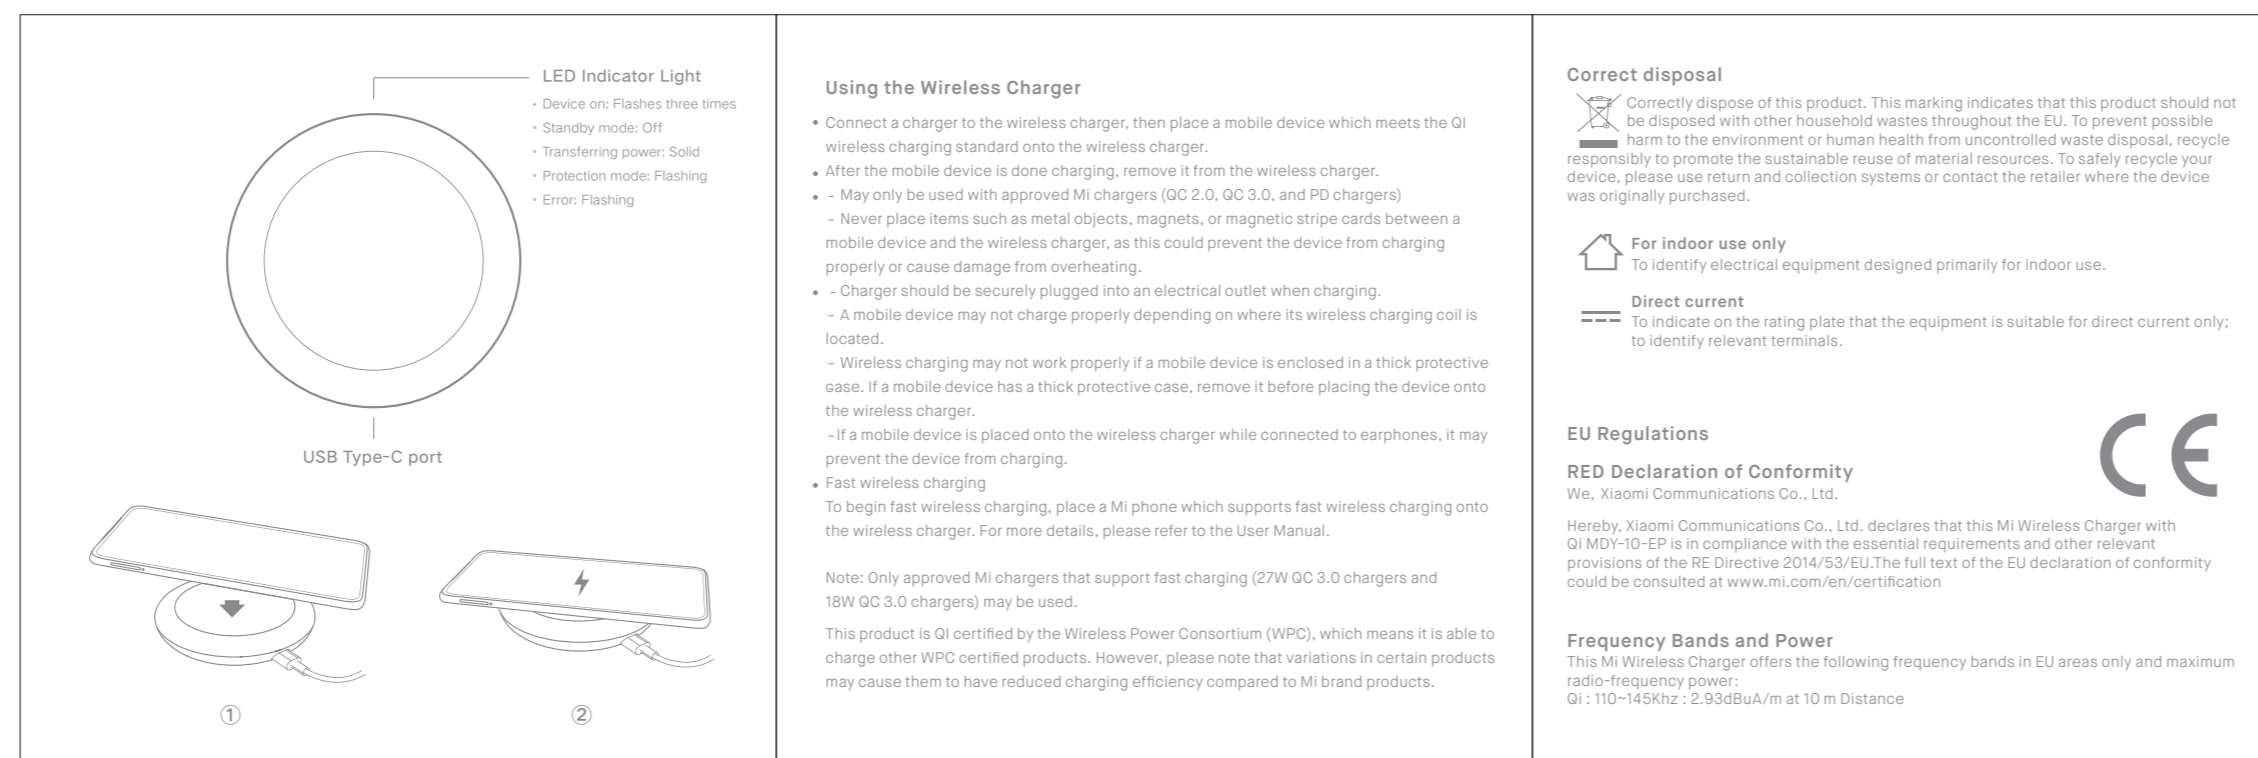 LED Indicator Light
• Device on: Flashes three times
• Standby mode: Off
• Transferring power: Solid
• Protection mode: Flashing
• Error: Flashing
USB Type-C port
①
②
Using the Wireless Charger
• Connect a charger to the wireless charger, then place a mobile device which meets the QI
wireless charging standard onto the wireless charger.
• After the mobile device is done charging, remove it from the wireless charger.
• - May only be used with approved Mi chargers (QC 2.0, QC 3.0, and PD chargers)
- Never place items such as metal objects, magnets, or magnetic stripe cards between a
mobile device and the wireless charger, as this could prevent the device from charging
properly or cause damage from overheating.
• - Charger should be securely plugged into an electrical outlet when charging.
- A mobile device may not charge properly depending on where its wireless charging coil is
located.
- Wireless charging may not work properly if a mobile device is enclosed in a thick protective
case. If a mobile device has a thick protective case, remove it before placing the device onto
the wireless charger.
-If a mobile device is placed onto the wireless charger while connected to earphones, it may
prevent the device from charging.
• Fast wireless charging
To begin fast wireless charging, place a Mi phone which supports fast wireless charging onto
the wireless charger. For more details, please refer to the User Manual.
Note: Only approved Mi chargers that support fast charging (27W QC 3.0 chargers and
18W QC 3.0 chargers) may be used.
This product is QI certified by the Wireless Power Consortium (WPC), which means it is able to
charge other WPC certified products. However, please note that variations in certain products
may cause them to have reduced charging efficiency compared to Mi brand products.
Correct disposal
Correctly dispose of this product. This marking indicates that this product should not
be disposed with other household wastes throughout the EU. To prevent possible
harm to the environment or human health from uncontrolled waste disposal, recycle
responsibly to promote the sustainable reuse of material resources. To safely recycle your
device, please use return and collection systems or contact the retailer where the device
was originally purchased.
For indoor use only
To identify electrical equipment designed primarily for indoor use.
Direct current
To indicate on the rating plate that the equipment is suitable for direct current only;
to identify relevant terminals.
CE
EU Regulations
RED Declaration of Conformity
We, Xiaomi Communications Co., Ltd.
Hereby, Xiaomi Communications Co., Ltd. declares that this Mi Wireless Charger with
Qi MDY-10-EP is in compliance with the essential requirements and other relevant
provisions of the RE Directive 2014/53/EU.The full text of the EU declaration of conformity
could be consulted at www.mi.com/en/certification
Frequency Bands and Power
This Mi Wireless Charger offers the following frequency bands in EU areas only and maximum
radio-frequency power:
Qi : 110~145Khz : 2.93dBuA/m at 10 m Distance